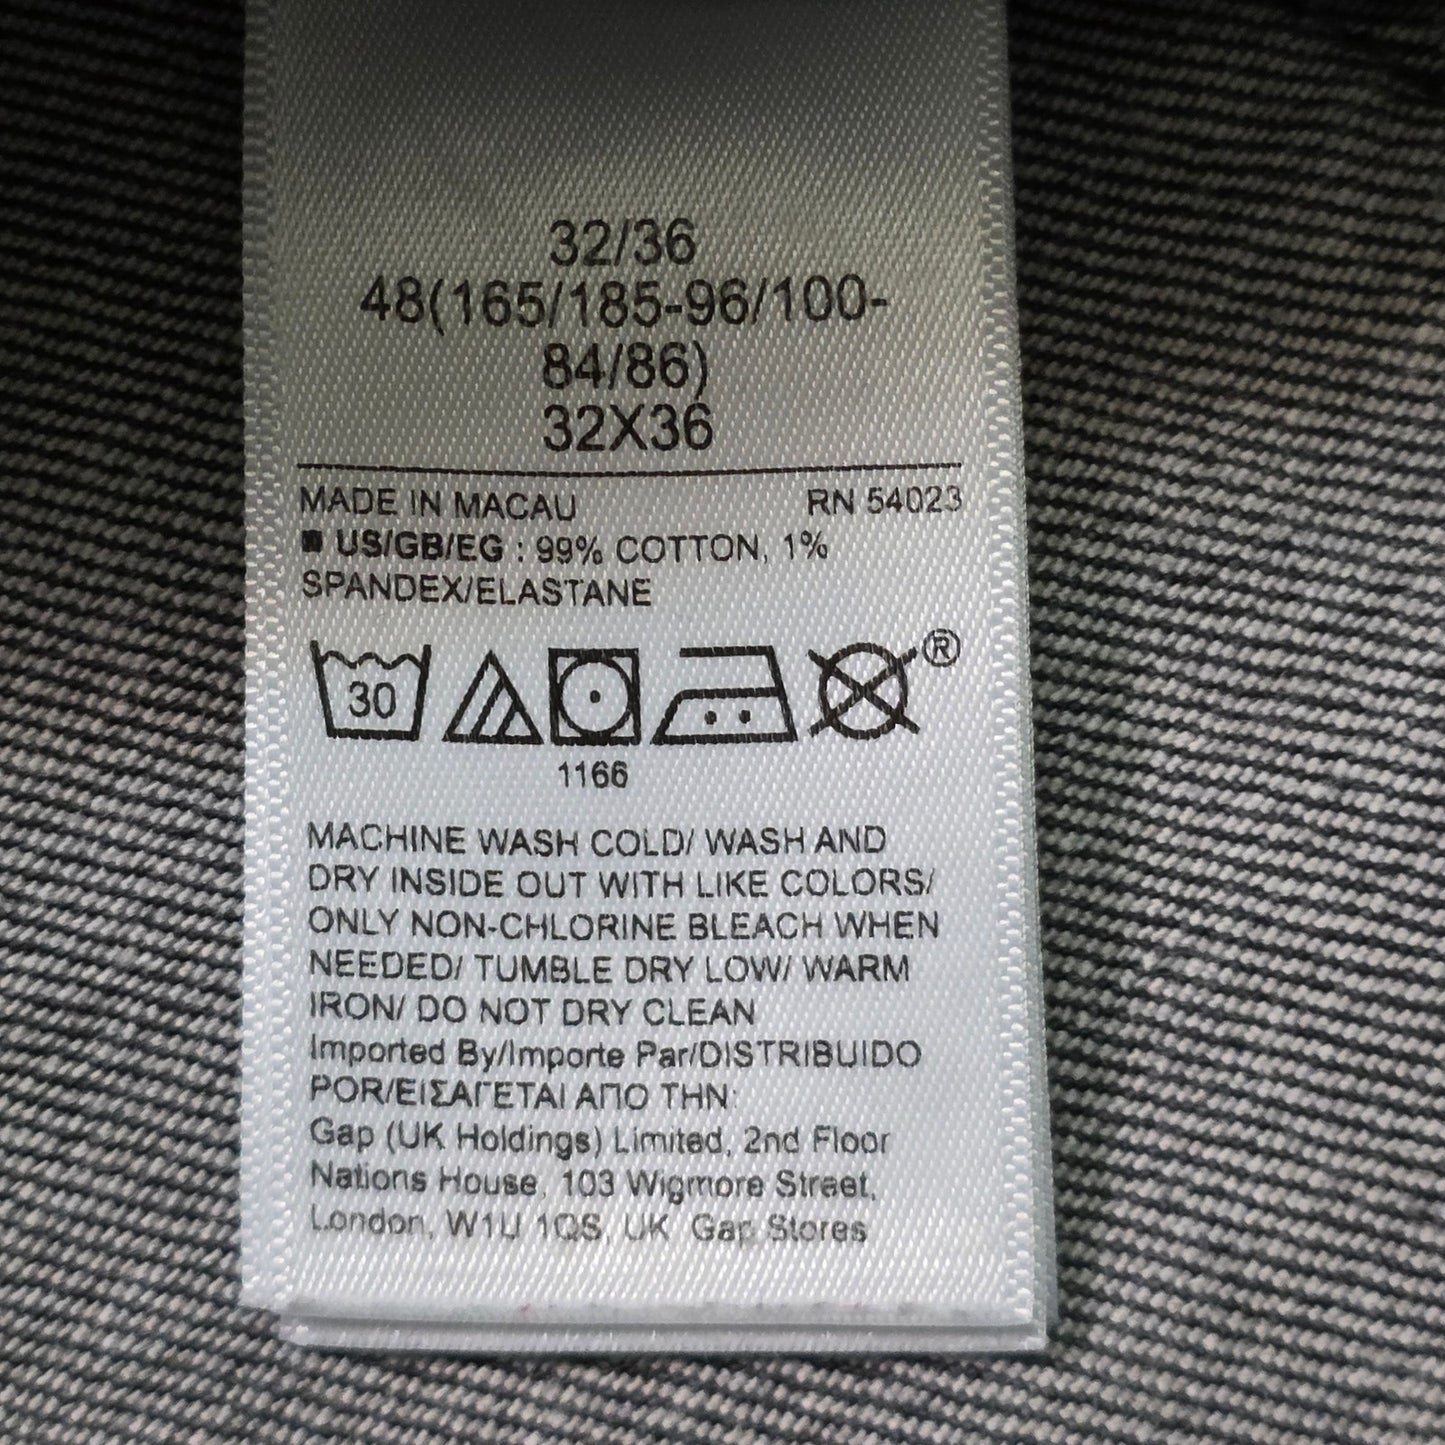 32/36
48(165/185-96/100-
84/86)
32X36
MADE IN MACAU RN 54023
■ US/GB/EG : 99% COTTON, 1%
SPANDEX/ELASTANE
30 ®
1166
MACHINE WASH COLD/ WASH AND
DRY INSIDE OUT WITH LIKE COLORS/
ONLY NON-CHLORINE BLEACH WHEN
NEEDED/ TUMBLE DRY LOW/ WARM
IRON/ DO NOT DRY CLEAN
Imported By/Importe Par/DISTRIBUIDO
POR/ΕΙΣΑΓΕΤΑΙ ΑΠΟ ΤΗΝ:
Gap (UK Holdings) Limited, 2nd Floor
Nations House, 103 Wigmore Street,
London, W1U 1QS, UK Gap Stores